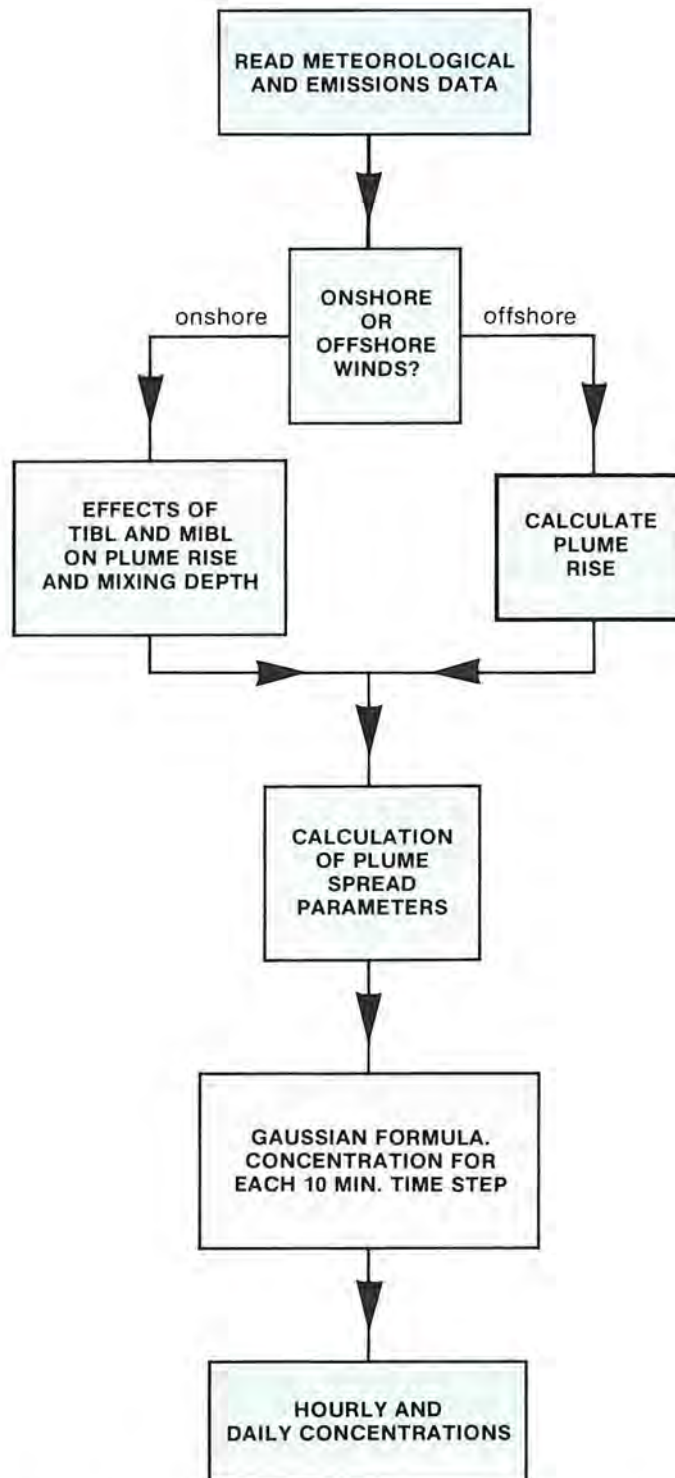 READ METEOROLOGICAL
AND EMISSIONS DATA
ONSHORE
OR
OFFSHORE
WINDS?
onshore
offshore
EFFECTS OF
TIBL AND MIBL
ON PLUME RISE
AND MIXING DEPTH
CALCULATE
PLUME
RISE
CALCULATION
OF PLUME
SPREAD
PARAMETERS
GAUSSIAN FORMULA.
CONCENTRATION FOR
EACH 10 MIN. TIME STEP
HOURLY AND
DAILY CONCENTRATIONS